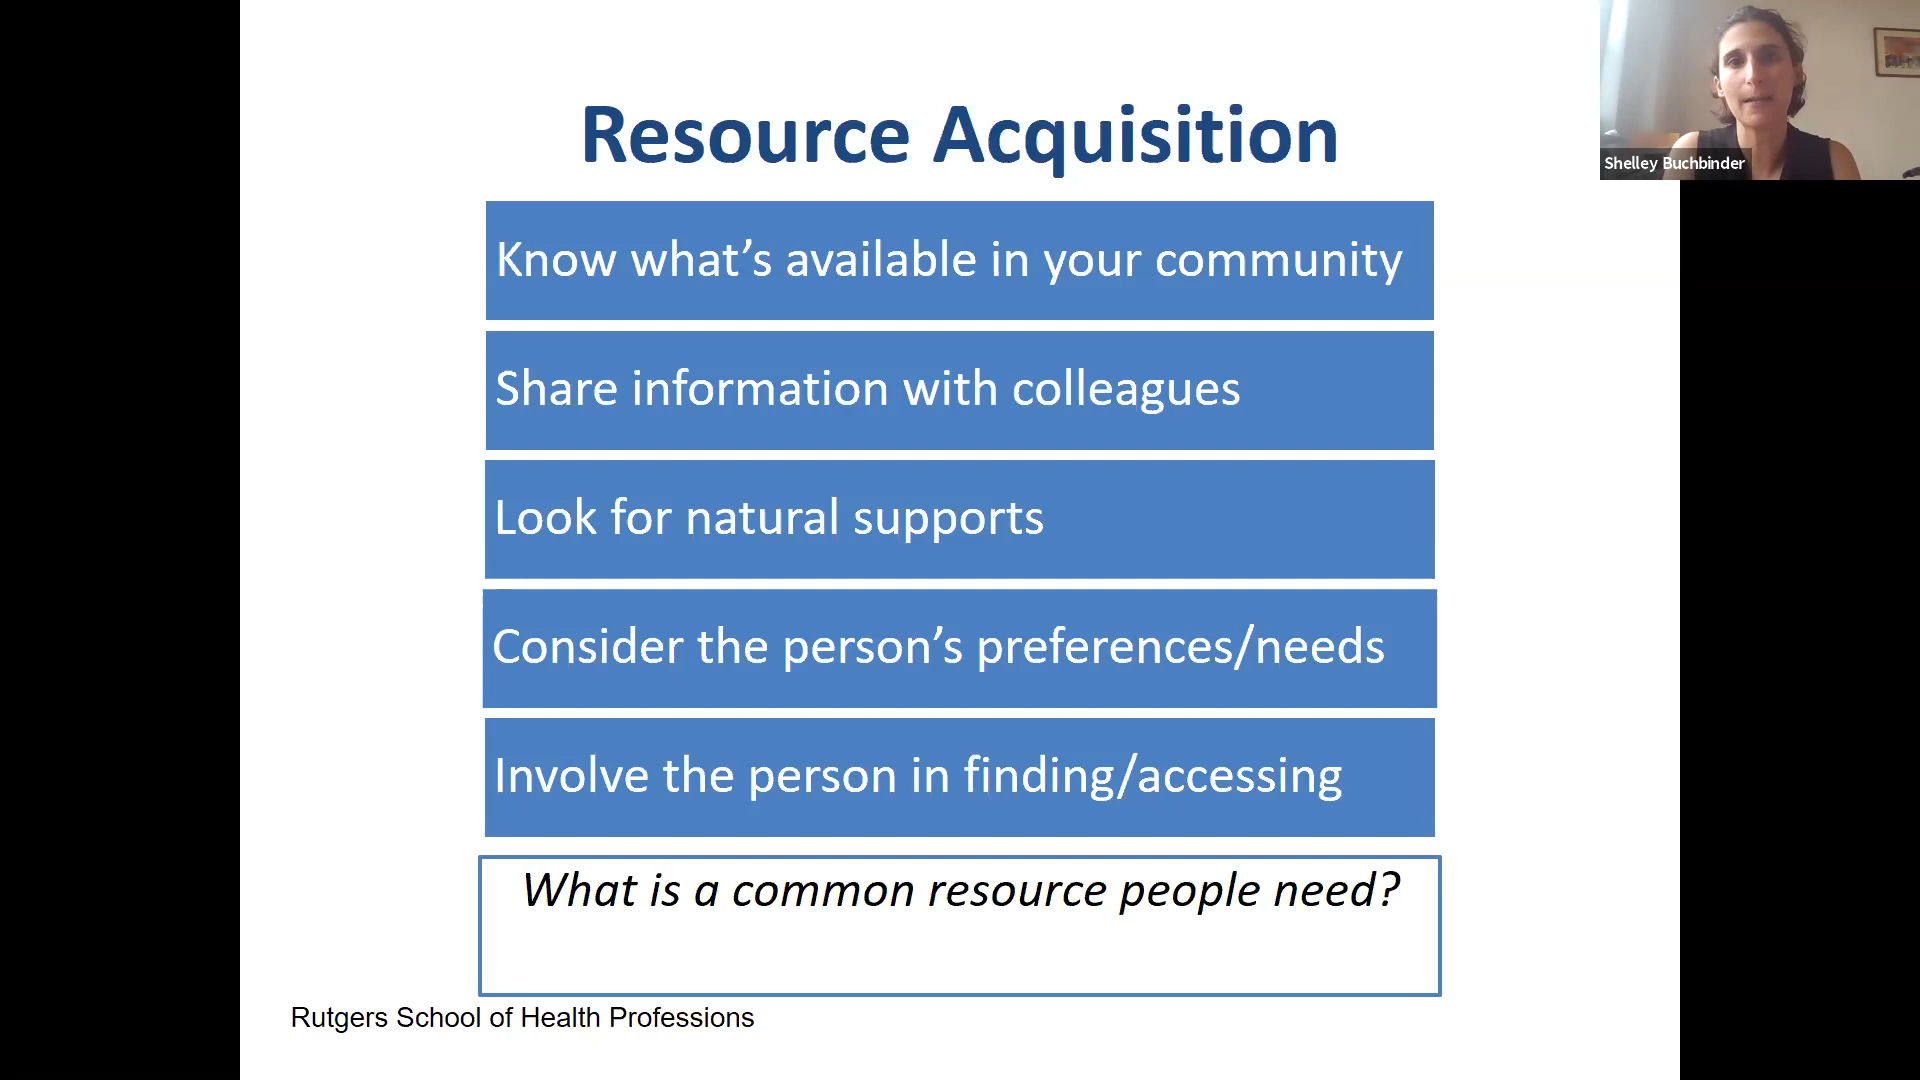 Resource Acquisition
Shelley Buchbinder
Know what’s available in your community
Share information with colleagues
Look for natural supports
Consider the person’s preferences/needs
Involve the person in finding/accessing
What is a common resource people need?
Rutgers School of Health Professions